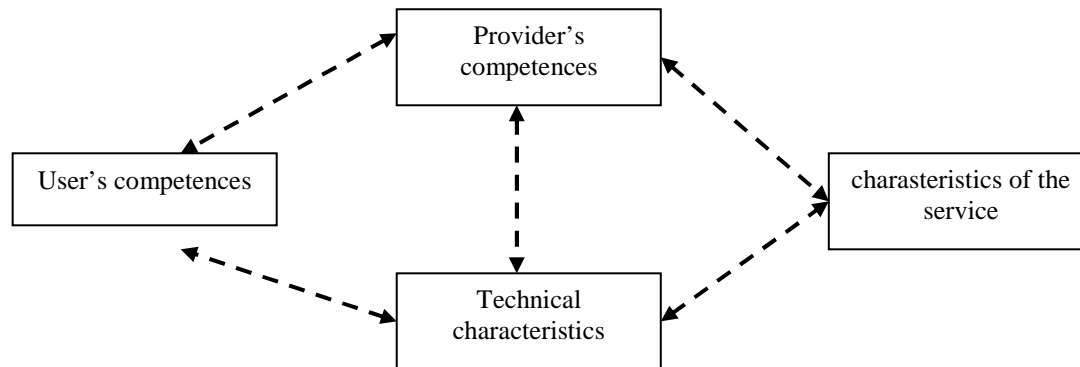 Provider’s
competences
User’s competences
charasteristics of the
service
Technical
characteristics